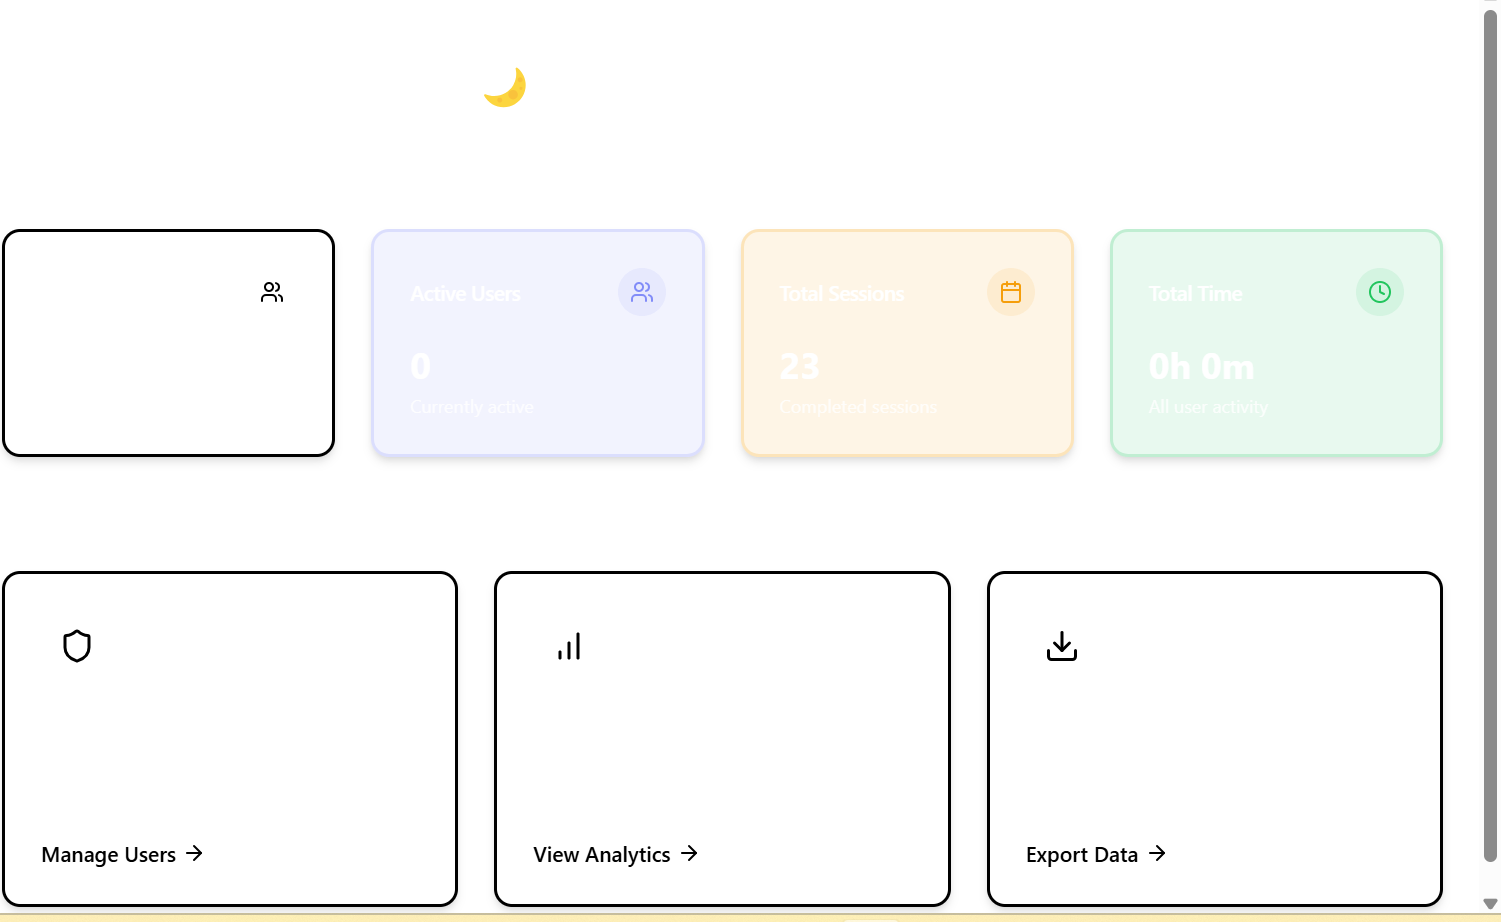 Active Users
Total Sessions
Total Time
0
23
0h 0m
Currently active
Completed sessions
All user activity
Manage Users
View Analytics
Export Data